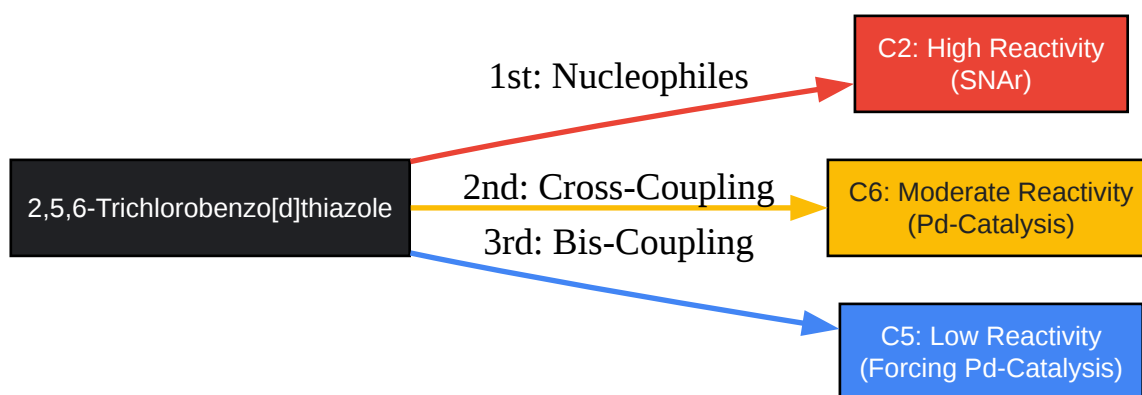 1st: Nucleophiles
C2: High Reactivity
(SNAr)
2,5,6-Trichlorobenzo[d]thiazole
2nd: Cross-Coupling
C6: Moderate Reactivity
(Pd-Catalysis)
3rd: Bis-Coupling
C5: Low Reactivity
(Forcing Pd-Catalysis)